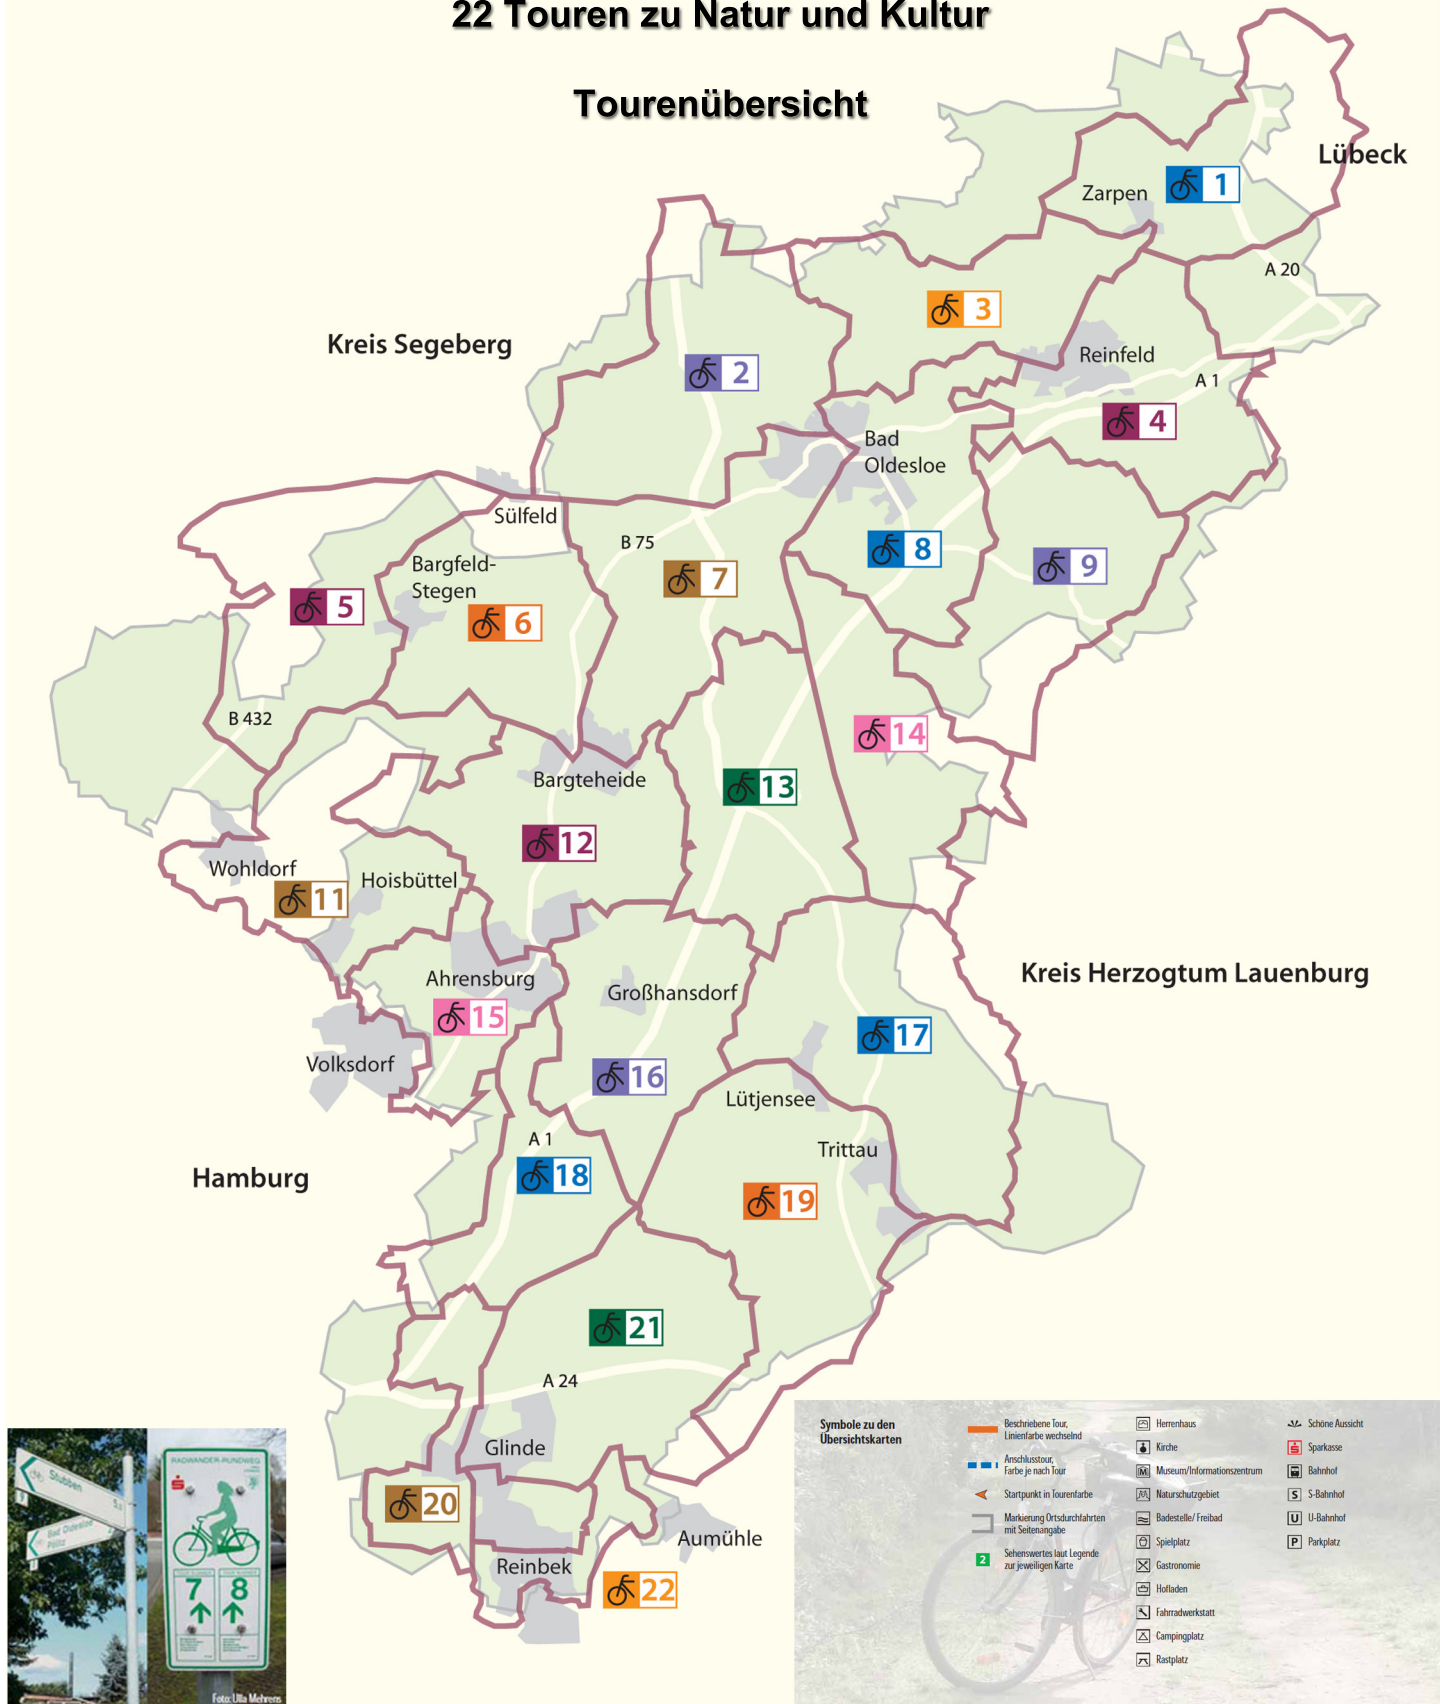 22 Touren zu Natur und Kultur
Tourenübersicht
Lübeck
Zarpen
1
A 20
3
Kreis Segeberg
Reinfeld
2
A 1
4
Bad
Oldesloe
Sülfeld
B 75
8
Bargfeld-
Stegen
9
7
5
6
B 432
14
Bargteheide
13
12
Wohldorf
Hoisbüttel
11
Kreis Herzogtum Lauenburg
Ahrensburg
Großhansdorf
15
17
Volksdorf
16
Lütjensee
A 1
Trittau
Hamburg
18
19
21
A 24
Glinde
20
Aumühle
Reinbek
22
Stubben
Bad Oldesloe
Pölitz
RADWANDER-RUNDWEG
7
8
Foto: Ulla Mehrens
Symbole zu den
Übersichtskarten
Beschriebene Tour,
Linienfarbe wechselnd
Anschlusstour,
Farbe je nach Tour
Startpunkt in Tourenfarbe
Markierung Ortsdurchfahrten
mit Seitenangabe
2
Sehenswertes laut Legende
zur jeweiligen Karte
Herrenhaus
Kirche
M Museum/Informationszentrum
Naturschutzgebiet
Badestelle/ Freibad
Spielplatz
Gastronomie
Hofladen
Fahrradwerkstatt
Campingplatz
Rastplatz
Schöne Aussicht
Sparkasse
Bahnhof
S S-Bahnhof
U U-Bahnhof
P Parkplatz